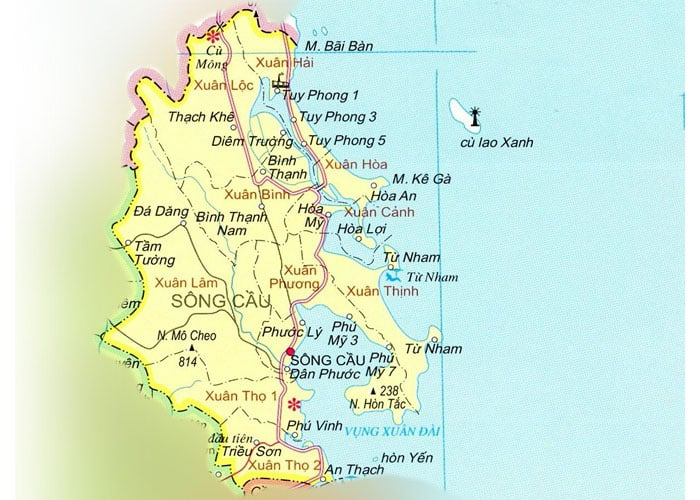 M. Bãi Bàn
Cù
Mông
Xuân Hải
Xuân Lộc
Tuy Phong 1
Thạch Khê
Tuy Phong 3
cù lao Xanh
Diêm Trường
Tuy Phong 5
Bình
Thạnh
Xuân Hòa
M. Kê Gà
Xuân Bình
Hòa An
Đá Dăng
Bình Thạnh
Nam
Hòa
Mỹ
Xuân Cảnh
Hòa Lợi
Tầm
Tường
Từ Nham
Từ Nham
Xuân Lâm
Xuân
Phương
Xuân Thịnh
SÔNG CẦU
N. Mô Cheo
814
Phước Lý
Phú
Mỹ 3
Từ Nham
SÔNG CẦU
Dân Phước
Phú
Mỹ 7
238
N. Hòn Tấc
Xuân Thọ 1
Phú Vĩnh
VỤNG XUÂN ĐÀI
đầu tiên
Triều Sơn
Xuân Thọ 2
hòn Yến
An Thạch